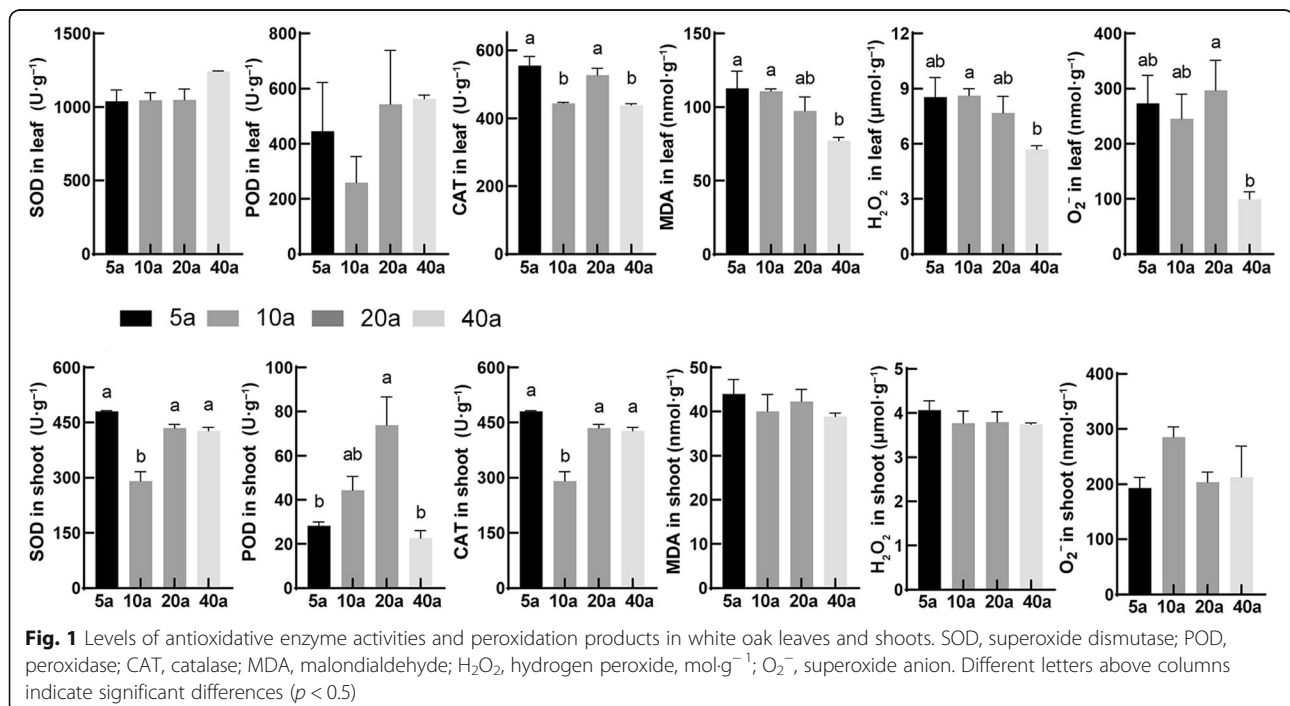 1500
1000
500
0
SOD in leaf (U·g⁻¹)
5a 10a 20a 40a
800
600
400
200
0
POD in leaf (U·g⁻¹)
5a 10a 20a 40a
600
400
200
0
CAT in leaf (U·g⁻¹)
a b a b
5a 10a 20a 40a
150
100
50
0
MDA in leaf (nmol·g⁻¹)
a a ab b
5a 10a 20a 40a
12
9
6
3
0
H₂O₂ in leaf (μmol·g⁻¹)
ab a ab b
5a 10a 20a 40a
400
300
200
100
0
O₂⁻ in leaf (nmol·g⁻¹)
ab ab a b
5a 10a 20a 40a
5a 10a 20a 40a
600
450
300
150
0
SOD in shoot (U·g⁻¹)
a b a a
5a 10a 20a 40a
100
80
60
40
20
0
POD in shoot (U·g⁻¹)
b ab a b
5a 10a 20a 40a
600
450
300
150
0
CAT in shoot (U·g⁻¹)
a b a a
5a 10a 20a 40a
50
40
30
20
10
0
MDA in shoot (nmol·g⁻¹)
5a 10a 20a 40a
5
4
3
2
1
0
H₂O₂ in shoot (μmol·g⁻¹)
5a 10a 20a 40a
400
300
200
100
0
O₂⁻ in shoot (nmol·g⁻¹)
5a 10a 20a 40a
Fig. 1 Levels of antioxidative enzyme activities and peroxidation products in white oak leaves and shoots. SOD, superoxide dismutase; POD,
peroxidase; CAT, catalase; MDA, malondialdehyde; H₂O₂, hydrogen peroxide, mol·g⁻¹; O₂⁻, superoxide anion. Different letters above columns
indicate significant differences (p < 0.5)